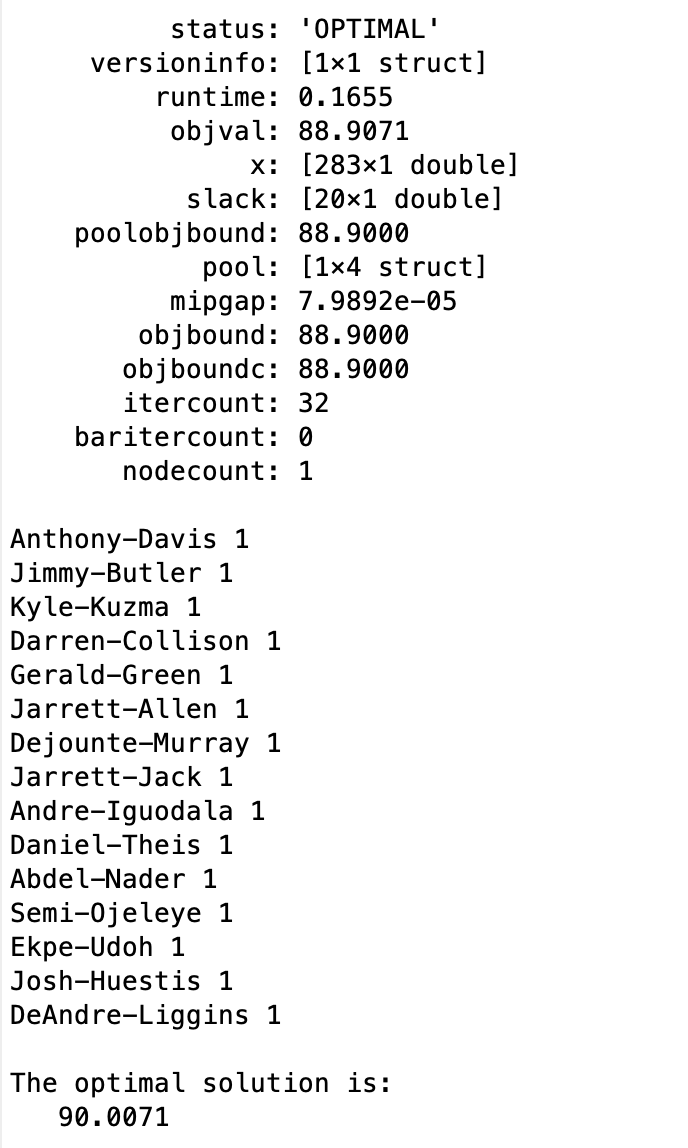 status: 'OPTIMAL'
versioninfo: [1×1 struct]
runtime: 0.1655
objval: 88.9071
x: [283×1 double]
slack: [20×1 double]
poolobjbound: 88.9000
pool: [1×4 struct]
mipgap: 7.9892e-05
objbound: 88.9000
objboundc: 88.9000
itercount: 32
baritercount: 0
nodecount: 1
Anthony-Davis 1
Jimmy-Butler 1
Kyle-Kuzma 1
Darren-Collison 1
Gerald-Green 1
Jarrett-Allen 1
Dejounte-Murray 1
Jarrett-Jack 1
Andre-Iguodala 1
Daniel-Theis 1
Abdel-Nader 1
Semi-Ojeleye 1
Ekpe-Udoh 1
Josh-Huestis 1
DeAndre-Liggins 1
The optimal solution is:
90.0071